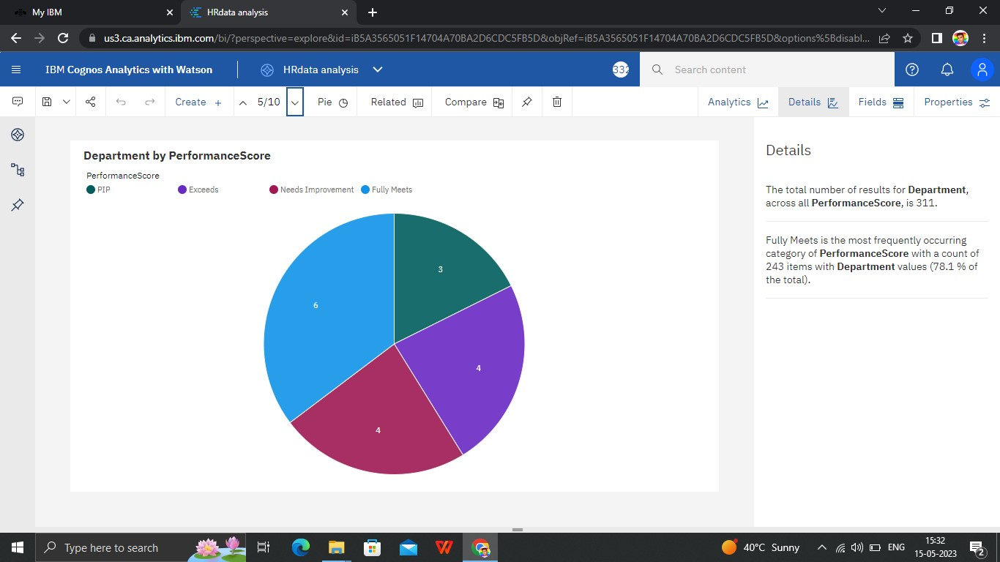 My IBM
HRdata analysis
us3.ca.analytics.ibm.com/bi/?perspective=explore&id=iB5A3565051F14704A70BA2D6CDC5FB5D&objRef=iB5A3565051F14704A70BA2D6CDC5FB5D&options%5Bdisabl...
IBM Cognos Analytics with Watson
HRdata analysis
332
Search content
Create +
5/10
Pie
Related
Compare
Analytics
Details
Fields
Properties
Department by PerformanceScore
PerformanceScore
PIP
Exceeds
Needs Improvement
Fully Meets
3
6
4
4
Details
The total number of results for Department,
across all PerformanceScore, is 311.
Fully Meets is the most frequently occurring
category of PerformanceScore with a count of
243 items with Department values (78.1 % of
the total).
Type here to search
40°C Sunny
ENG
15:32
15-05-2023
2